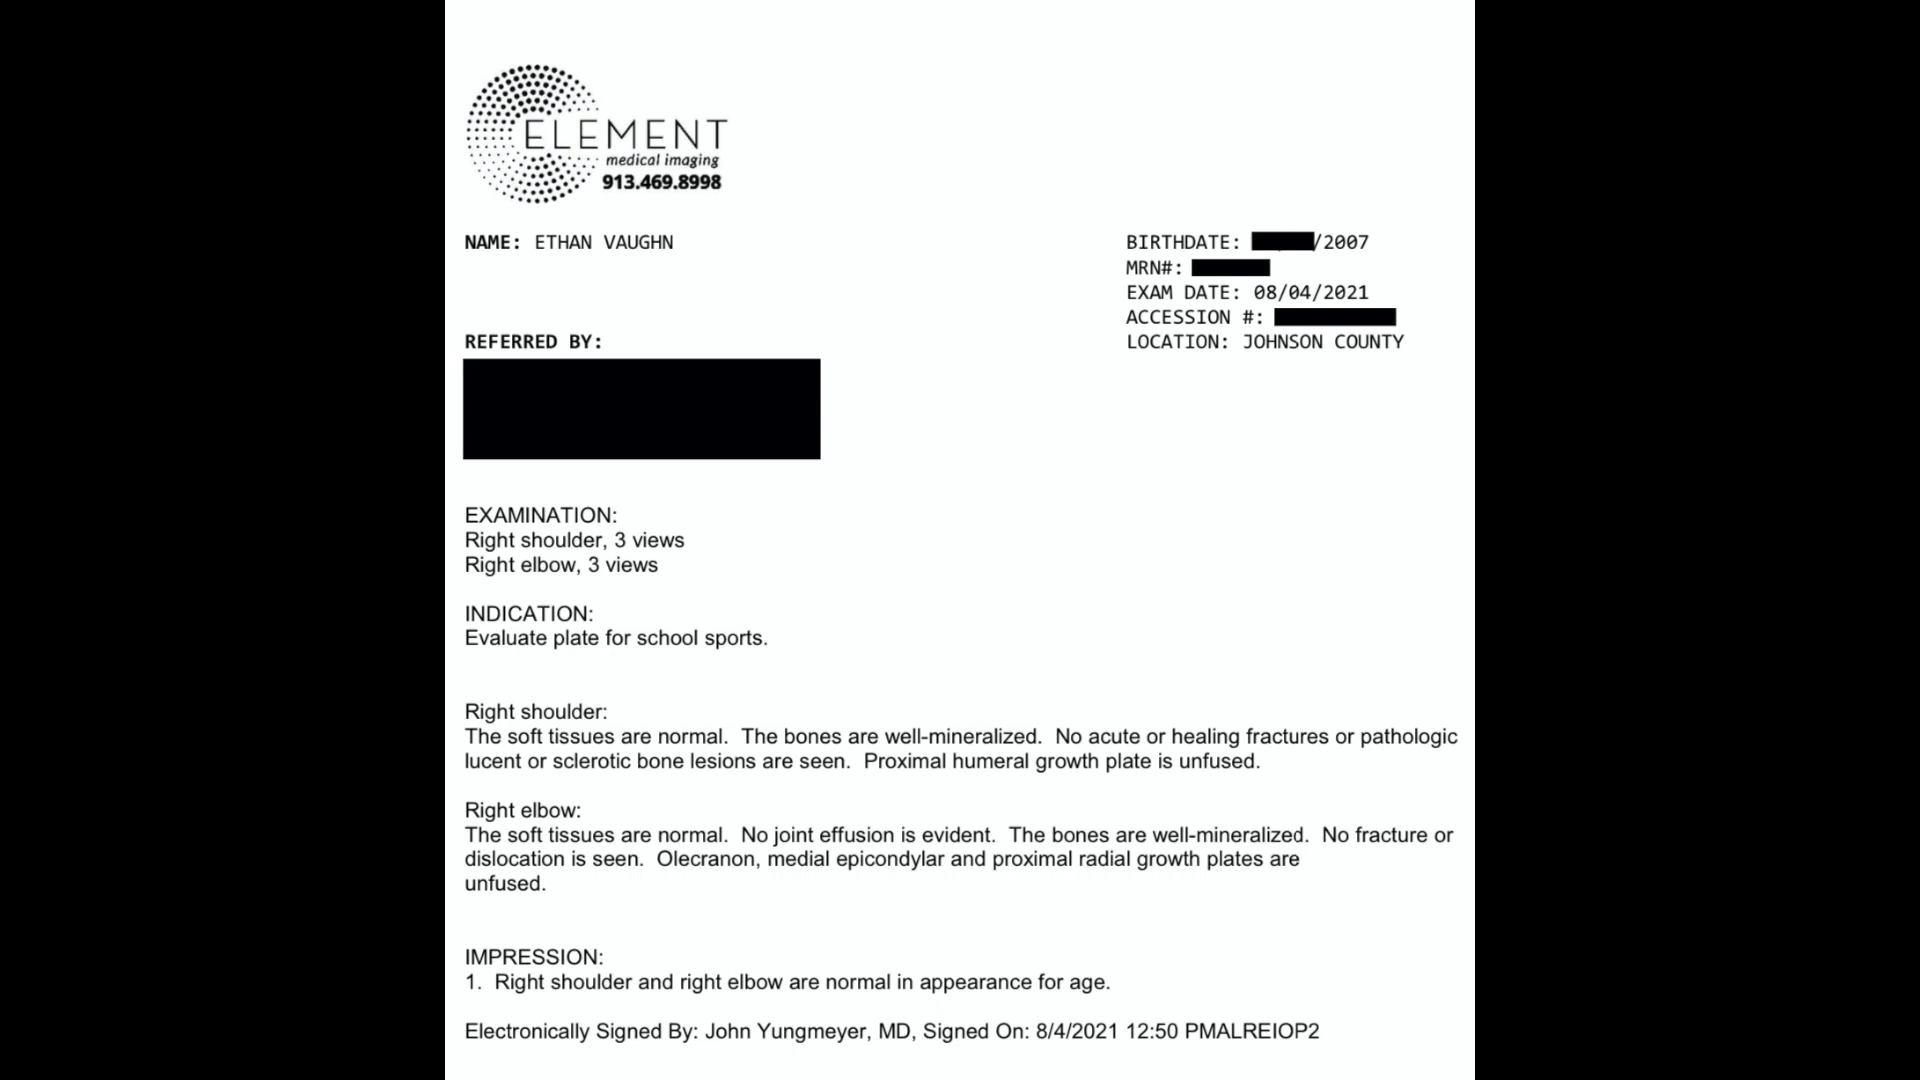 ELEMENT
medical imaging
913.469.8998
NAME: ETHAN VAUGHN
BIRTHDATE: /2007
MRN#:
EXAM DATE: 08/04/2021
ACCESSION #:
REFERRED BY:
LOCATION: JOHNSON COUNTY
EXAMINATION:
Right shoulder, 3 views
Right elbow, 3 views
INDICATION:
Evaluate plate for school sports.
Right shoulder:
The soft tissues are normal. The bones are well-mineralized. No acute or healing fractures or pathologic
lucent or sclerotic bone lesions are seen. Proximal humeral growth plate is unfused.
Right elbow:
The soft tissues are normal. No joint effusion is evident. The bones are well-mineralized. No fracture or
dislocation is seen. Olecranon, medial epicondylar and proximal radial growth plates are
unfused.
IMPRESSION:
1. Right shoulder and right elbow are normal in appearance for age.
Electronically Signed By: John Yungmeyer, MD, Signed On: 8/4/2021 12:50 PMALREIOP2